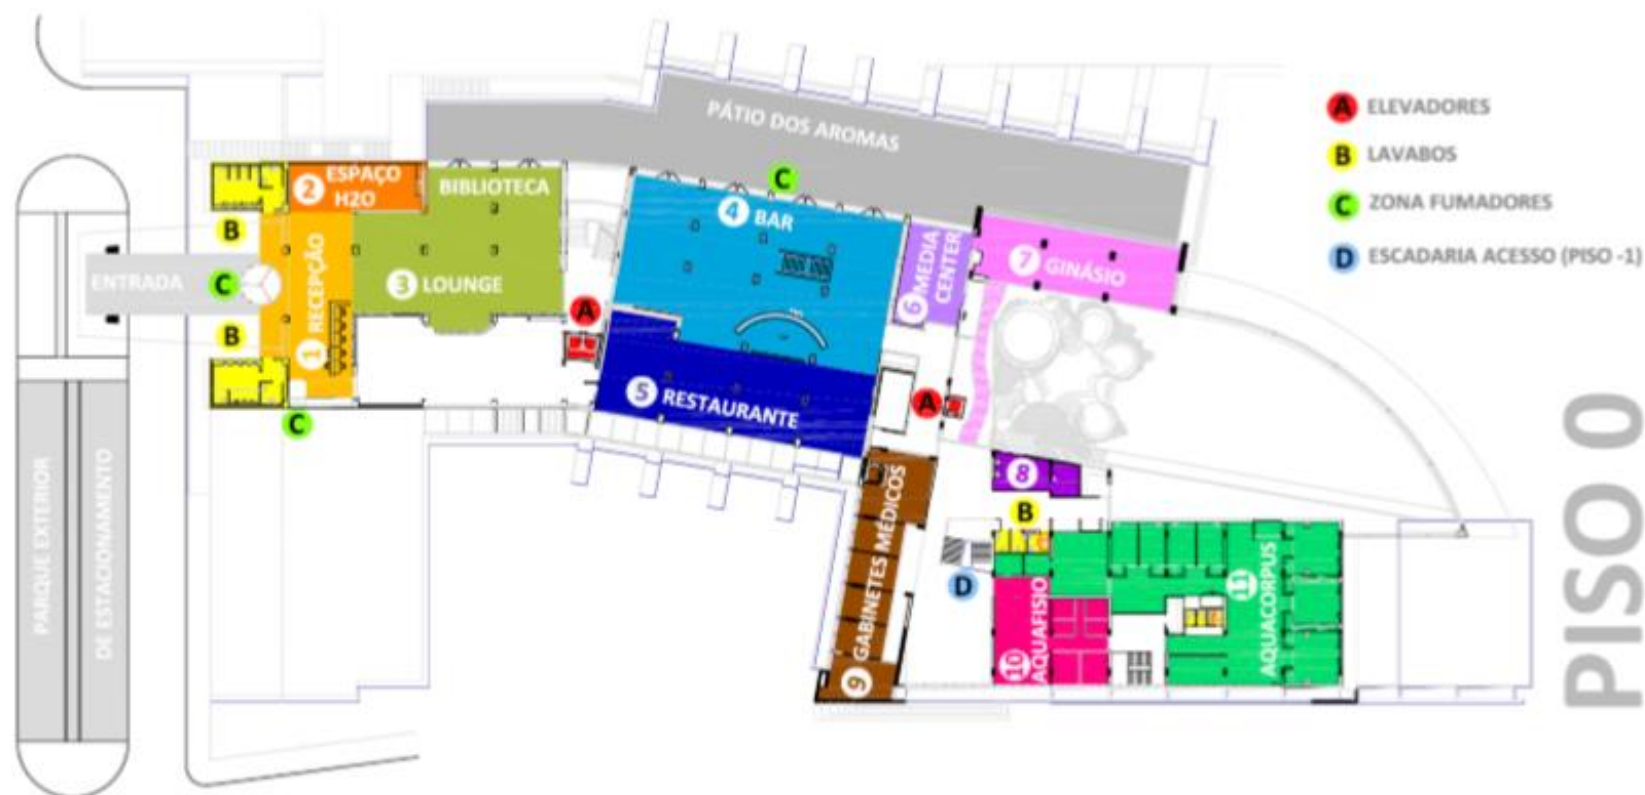 PÁTIO DOS AROMAS
A ELEVADORES
B LAVABOS
C ZONA FUMADORES
D ESCADARIA ACESSO (PISO -1)
2 ESPAÇO
H2O
BIBLIOTECA
C
4 BAR
B
ENTRADA
C
1 RECEPÇÃO
3 LOUNGE
6 MEDIA
CENTER
7 GINÁSIO
B
A
5 RESTAURANTE
A
C
PARQUE EXTERIOR
DE ESTACIONAMENTO
9 GABINETES MÉDICOS
8
B
D
10 AQUAFISIO
11 AQUACORPUS
PISO 0